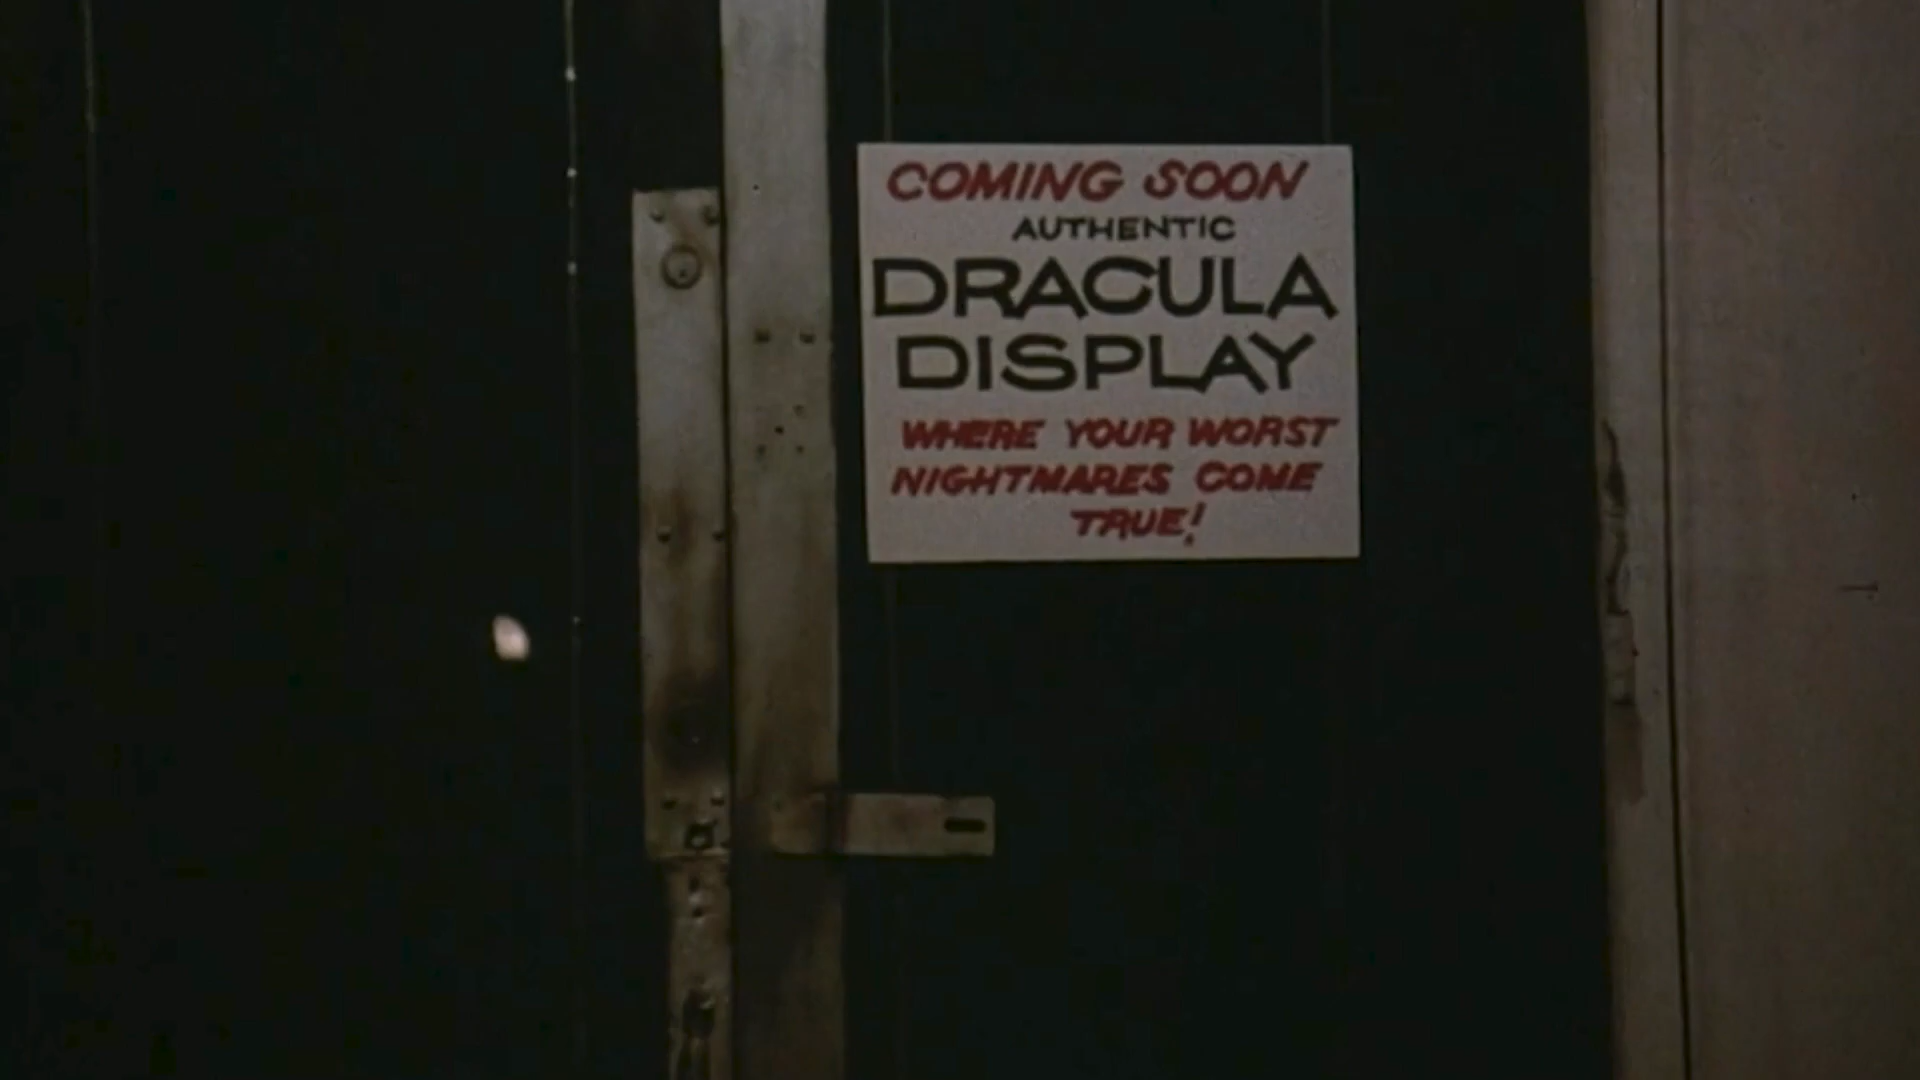 COMING SOON
AUTHENTIC
DRACULA
DISPLAY
WHERE YOUR WORST
NIGHTMARES COME
TRUE!